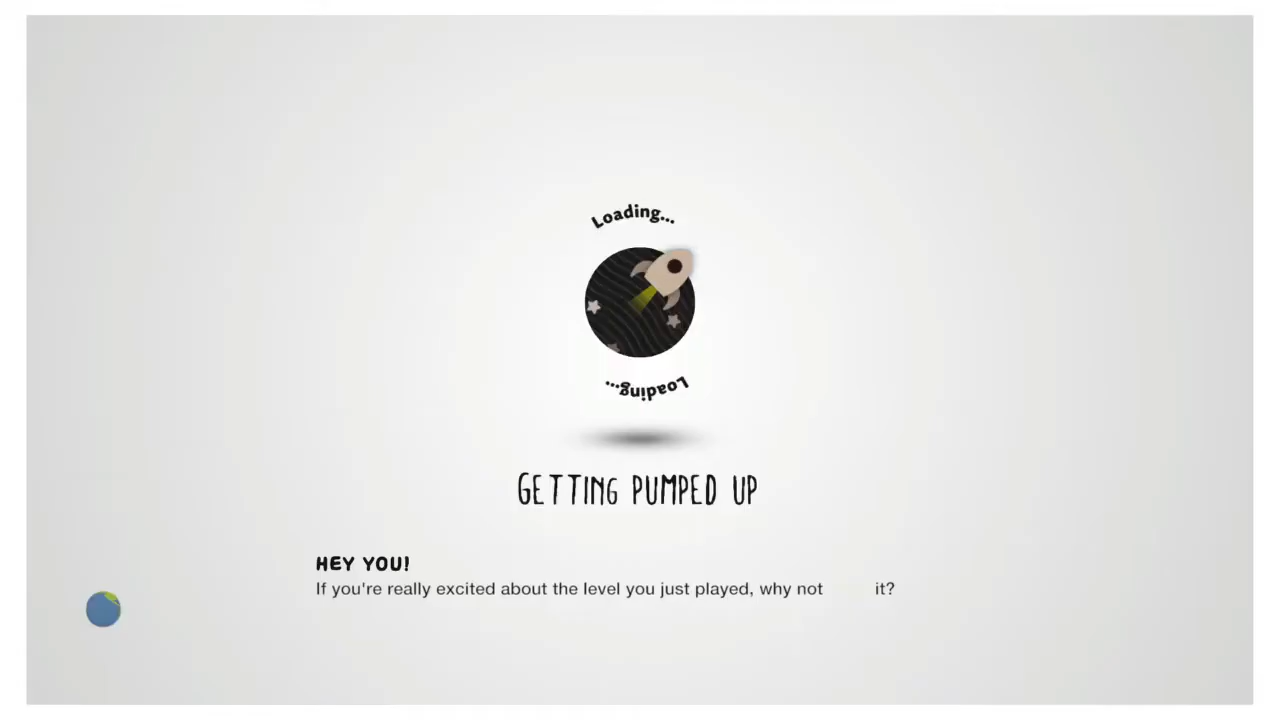 Loading...
Loading...
GETTING PUMPED UP
HEY YOU!
If you're really excited about the level you just played, why not it?